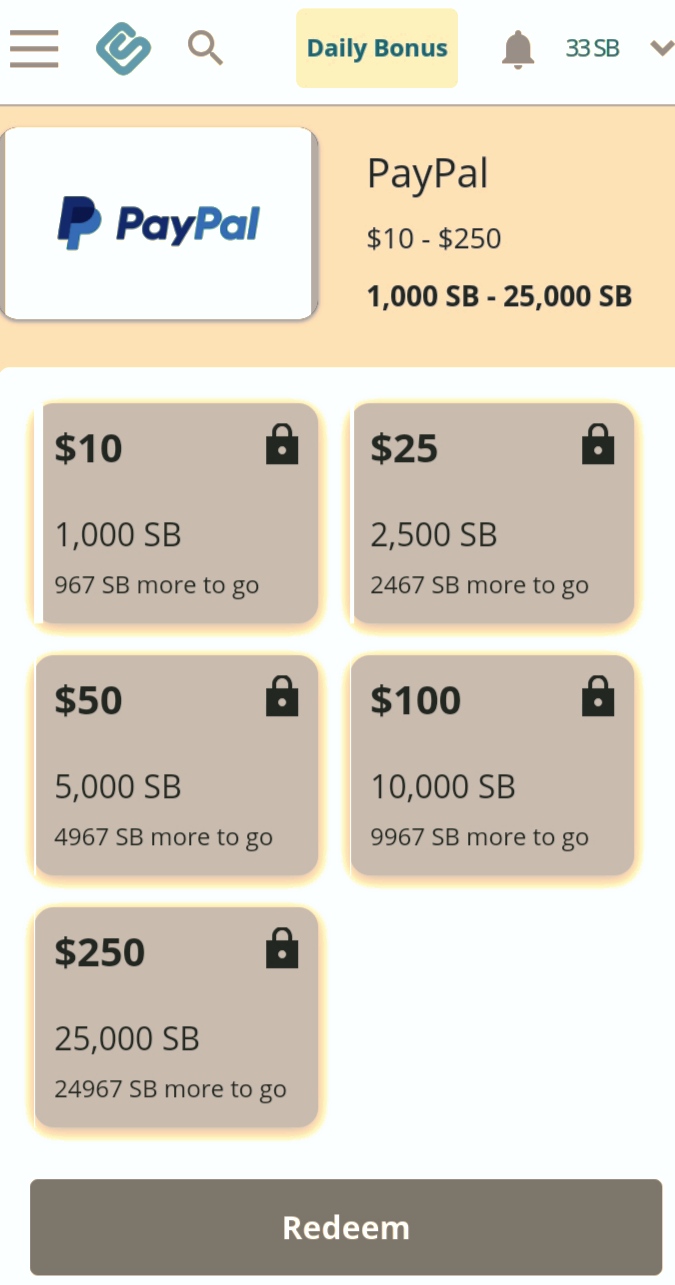 Daily Bonus
33 SB
PayPal
PayPal
$10 - $250
1,000 SB - 25,000 SB
$10
1,000 SB
967 SB more to go
$25
2,500 SB
2467 SB more to go
$50
5,000 SB
4967 SB more to go
$100
10,000 SB
9967 SB more to go
$250
25,000 SB
24967 SB more to go
Redeem